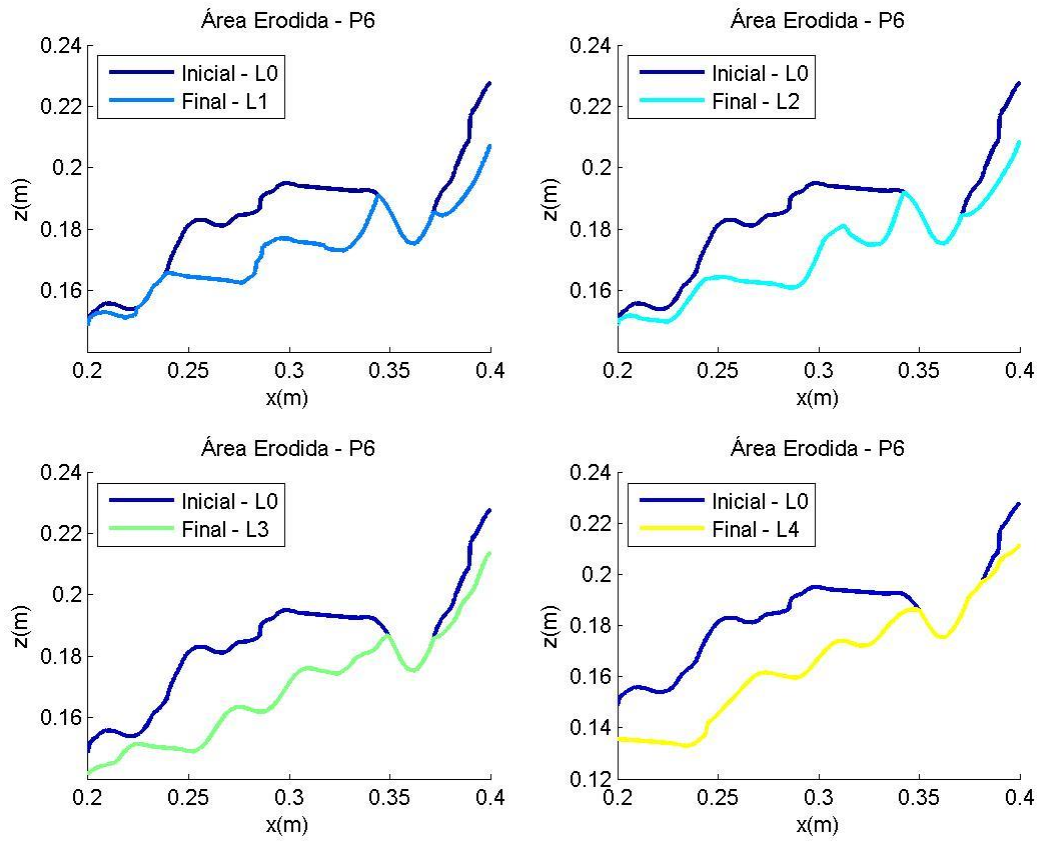 Área Erodida - P6
0.24
0.22
0.2
0.18
0.16
z(m)
Inicial - L0
Final - L1
0.2
0.25
0.3
0.35
0.4
x(m)
Área Erodida - P6
0.24
0.22
0.2
0.18
0.16
z(m)
Inicial - L0
Final - L2
0.2
0.25
0.3
0.35
0.4
x(m)
Área Erodida - P6
0.24
0.22
0.2
0.18
0.16
z(m)
Inicial - L0
Final - L3
0.2
0.25
0.3
0.35
0.4
x(m)
Área Erodida - P6
0.24
0.22
0.2
0.18
0.16
0.14
0.12
z(m)
Inicial - L0
Final - L4
0.2
0.25
0.3
0.35
0.4
x(m)